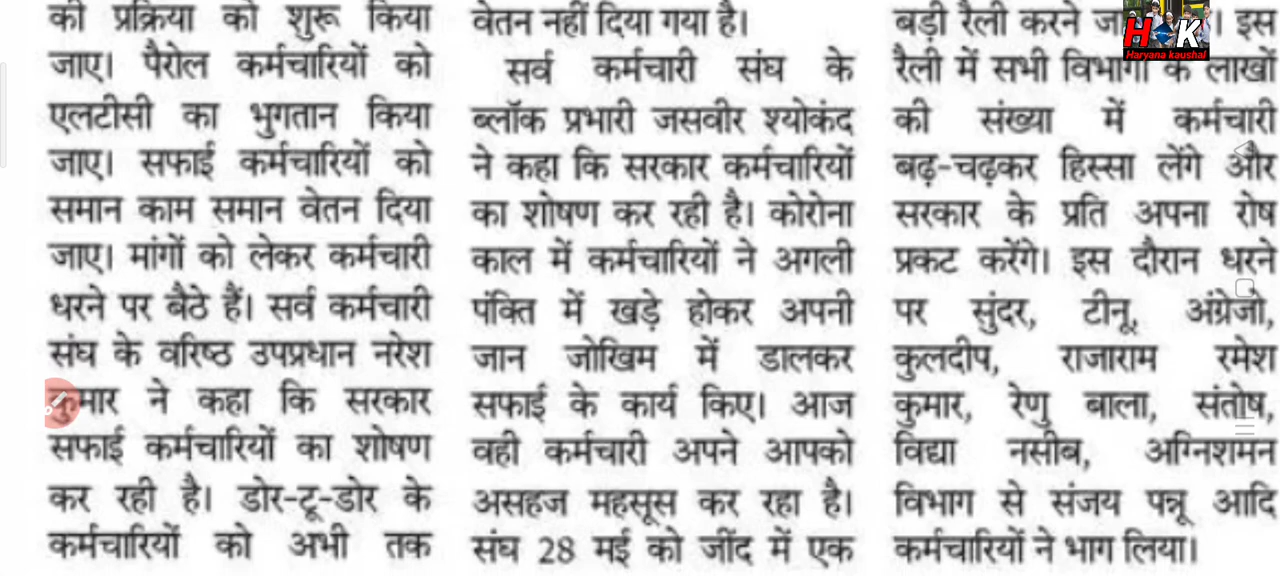 की प्रक्रिया को शुरू किया
जाए। पैरोल कर्मचारियों को
एलटीसी का भुगतान किया
जाए। सफाई कर्मचारियों को
समान काम समान वेतन दिया
जाए। मांगों को लेकर कर्मचारी
धरने पर बैठे हैं। सर्व कर्मचारी
संघ के वरिष्ठ उपप्रधान नरेश
कुमार ने कहा कि सरकार
सफाई कर्मचारियों का शोषण
कर रही है। डोर-टू-डोर के
कर्मचारियों को अभी तक
वेतन नहीं दिया गया है।
सर्व कर्मचारी संघ के
ब्लॉक प्रभारी जसवीर श्योकंद
ने कहा कि सरकार कर्मचारियों
का शोषण कर रही है। कोरोना
काल में कर्मचारियों ने अगली
पंक्ति में खड़े होकर अपनी
जान जोखिम में डालकर
सफाई के कार्य किए। आज
वही कर्मचारी अपने आपको
असहज महसूस कर रहा है।
संघ 28 मई को जींद में एक
बड़ी रैली करने । इस
रैली में सभी विभागों के लाखों
की संख्या में कर्मचारी
बढ़-चढ़कर हिस्सा लेंगे और
सरकार के प्रति अपना रोष
प्रकट करेंगे। इस दौरान धरने
पर सुंदर, टीनू, अंग्रेजो,
कुलदीप, राजाराम रमेश
कुमार, रेणु बाला, संतोष,
विद्या नसीब, अग्निशमन
विभाग से संजय पन्नू आदि
कर्मचारियों ने भाग लिया।
H K
Haryana kaushal